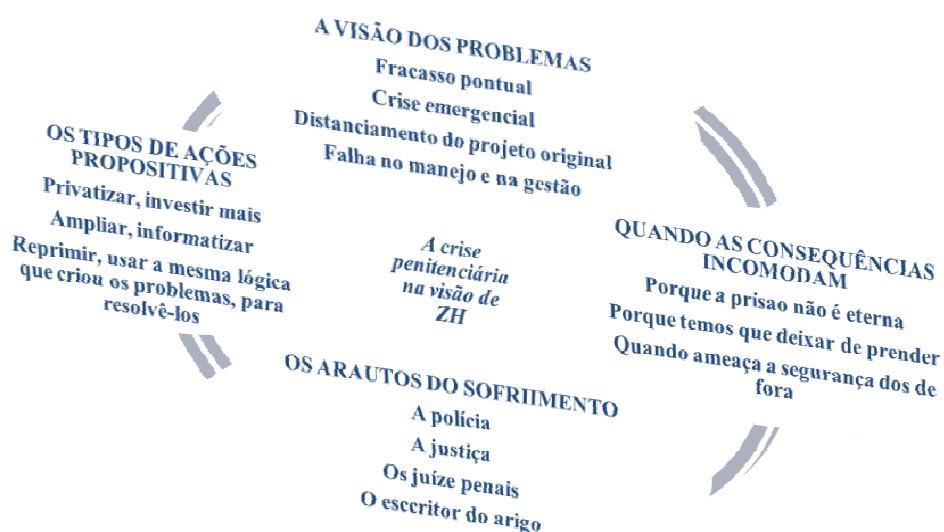 A VISÃO DOS PROBLEMAS
Fracasso pontual
Crise emergencial
Distanciamento do projeto original
Falha no manejo e na gestão
QUANDO AS CONSEQUÊNCIAS
INCOMODAM
Porque a prisao não é eterna
Porque temos que deixar de prender
Quando ameaça a segurança dos de
fora
OS ARAUTOS DO SOFRIIMENTO
A polícia
A justiça
Os juíze penais
O esccritor do arigo
OS TIPOS DE AÇÕES
PROPOSITIVAS
Privatizar, investir mais
Ampliar, informatizar
Reprimir, usar a mesma lógica
que criou os problemas, para
resolvê-los
A crise
penitenciária
na visão de
ZH